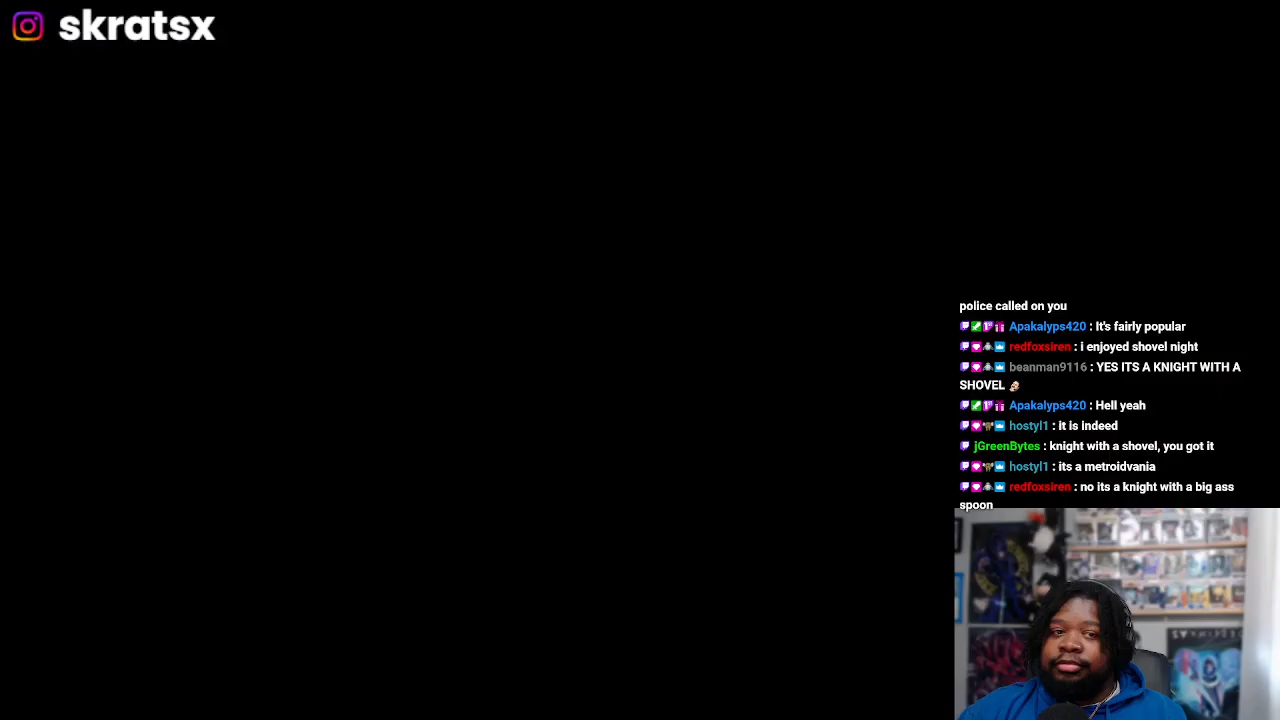 skratsx
police called on you
Apakalyps420 : It's fairly popular
redfoxsiren : i enjoyed shovel night
beanman9116 : YES ITS A KNIGHT WITH A
SHOVEL
Apakalyps420 : Hell yeah
hostyl1 : it is indeed
jGreenBytes : knight with a shovel, you got it
hostyl1 : its a metroidvania
redfoxsiren : no its a knight with a big ass
spoon